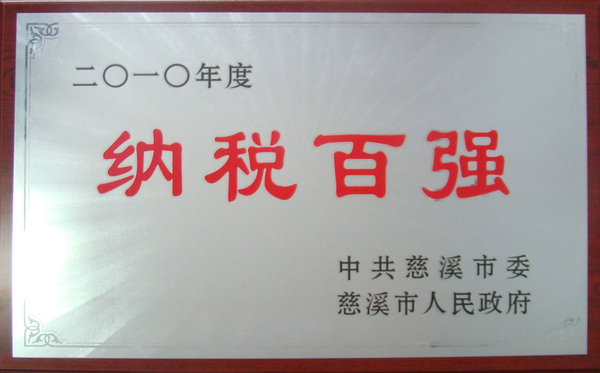 二〇一〇年度
纳税百强
中共慈溪市委
慈溪市人民政府